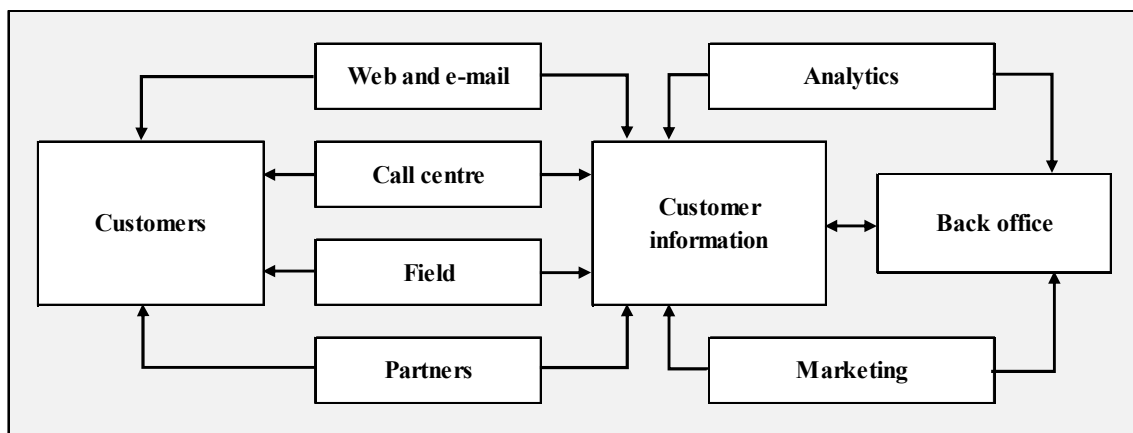 Web and e-mail
Analytics
Call centre
Customers
Customer
information
Back office
Field
Partners
Marketing